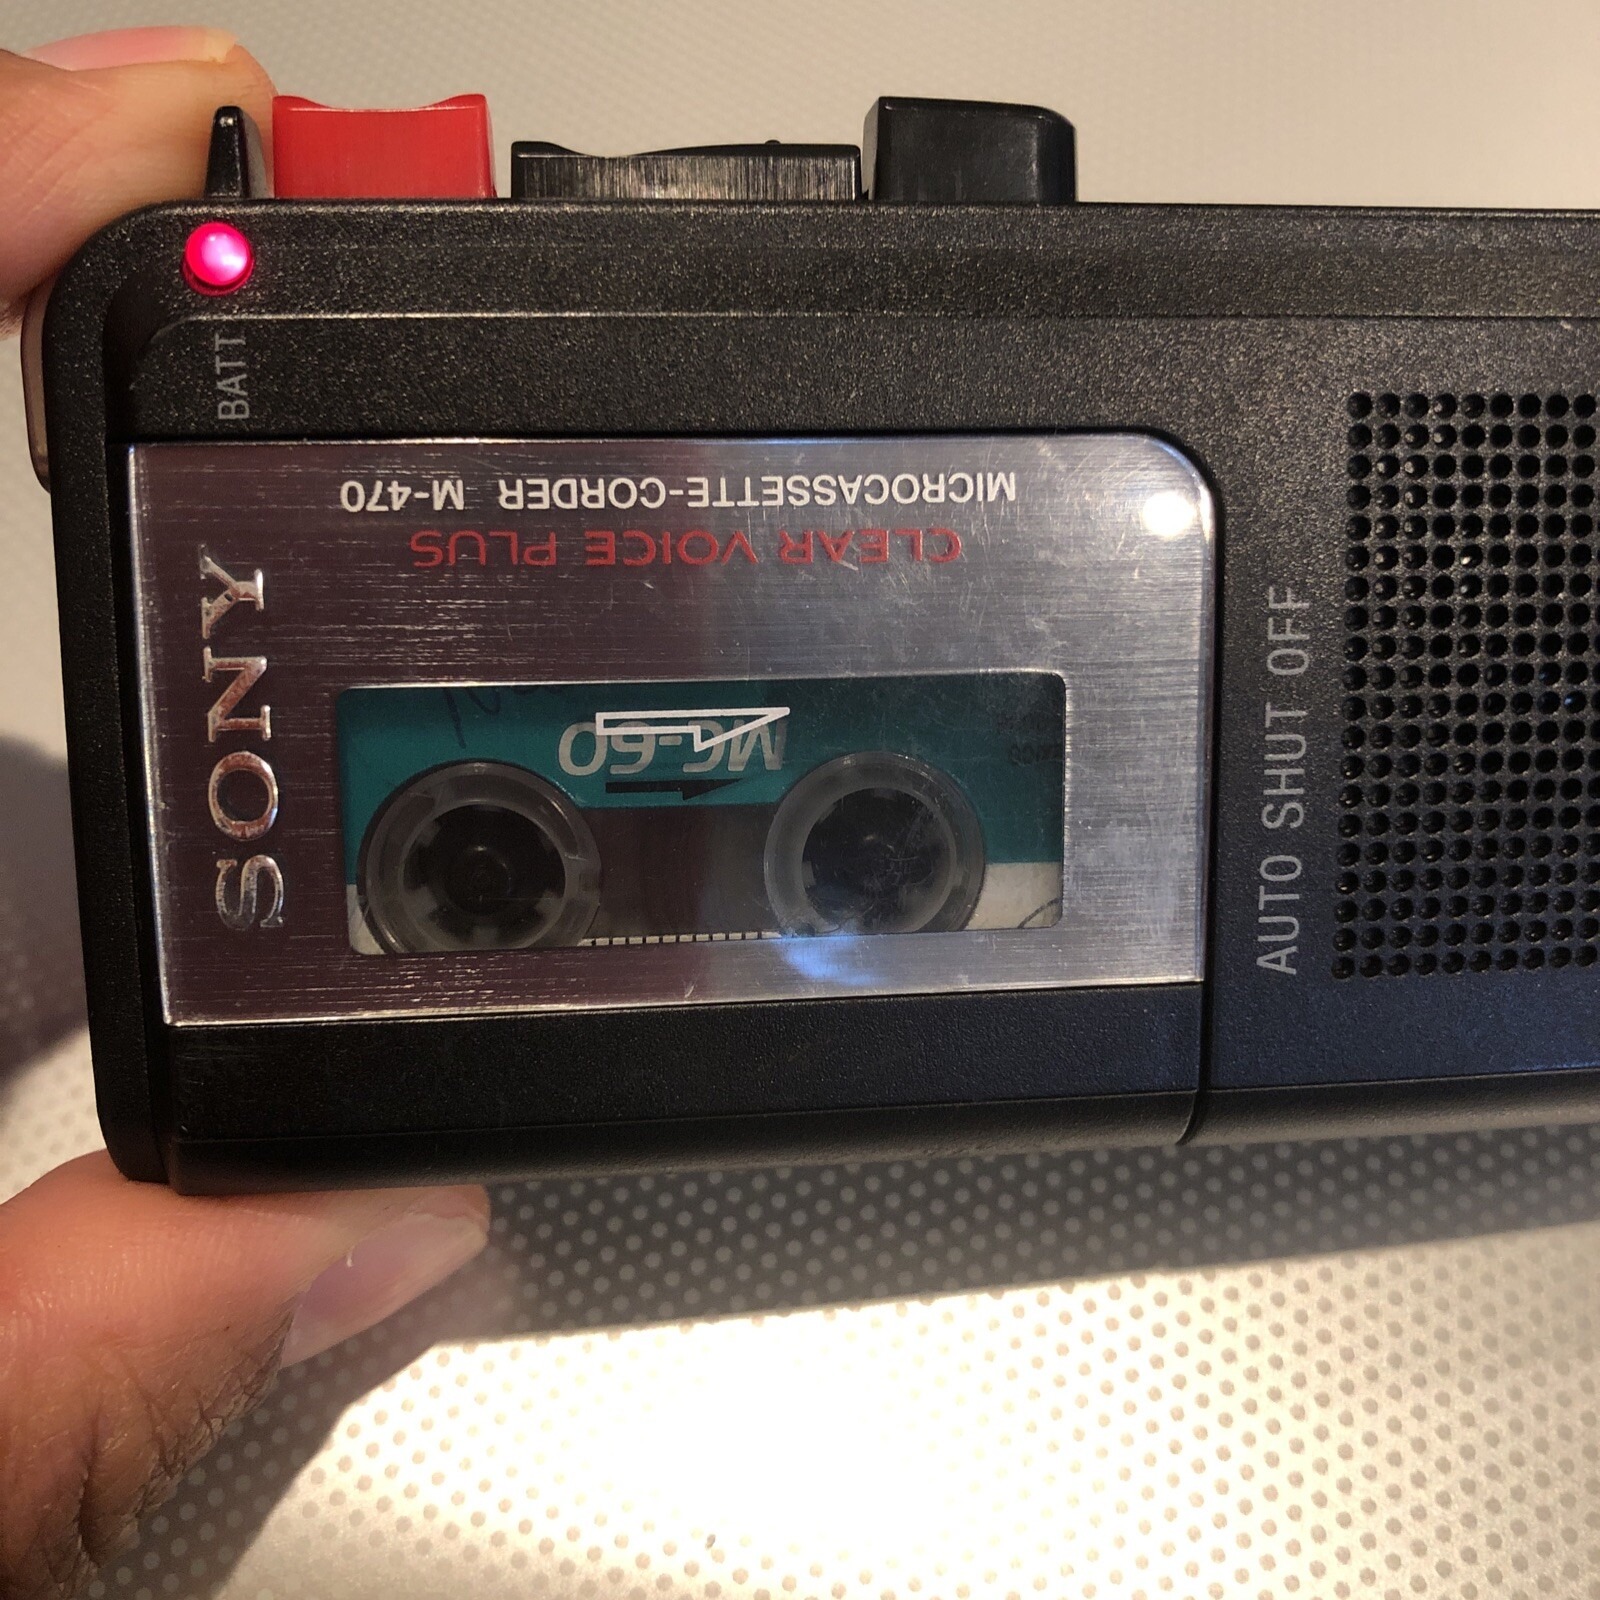 BATT
MICROCASSETTE-CORDER M-470
CLEAR VOICE PLUS
SONY
MC-60
AUTO SHUT OFF